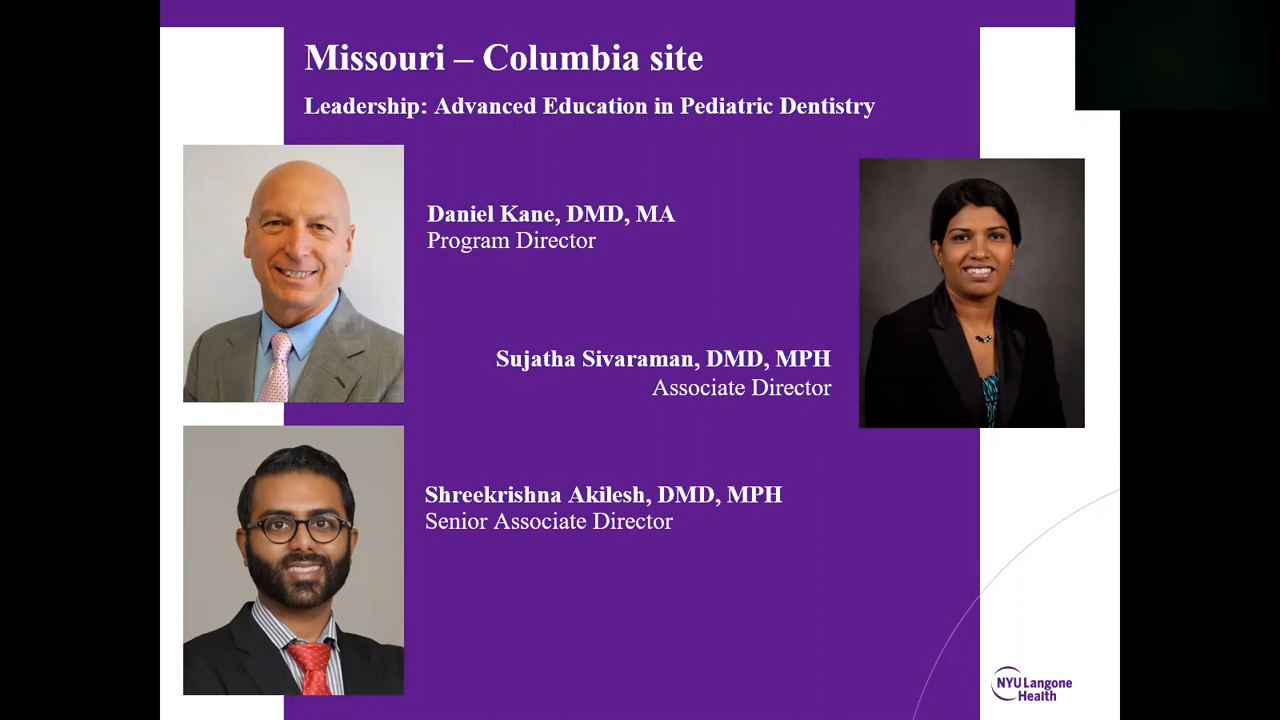 Missouri – Columbia site
Leadership: Advanced Education in Pediatric Dentistry
Daniel Kane, DMD, MA
Program Director
Sujatha Sivaraman, DMD, MPH
Associate Director
Shreekrishna Akilesh, DMD, MPH
Senior Associate Director
NYU Langone
Health